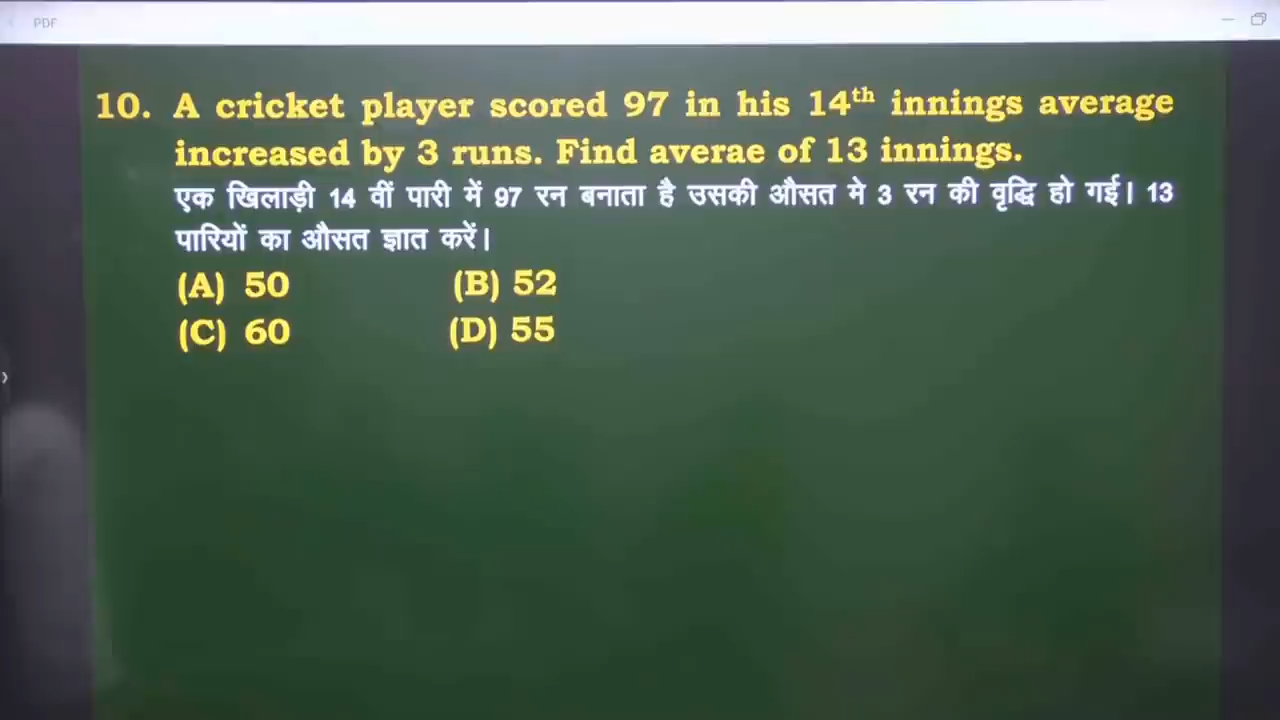 PDF
10. A cricket player scored 97 in his 14th innings average
increased by 3 runs. Find averae of 13 innings.
एक खिलाड़ी 14 वीं पारी में 97 रन बनाता है उसकी औसत मे 3 रन की वृद्धि हो गई। 13
पारियों का औसत ज्ञात करें।
(A) 50 (B) 52
(C) 60 (D) 55